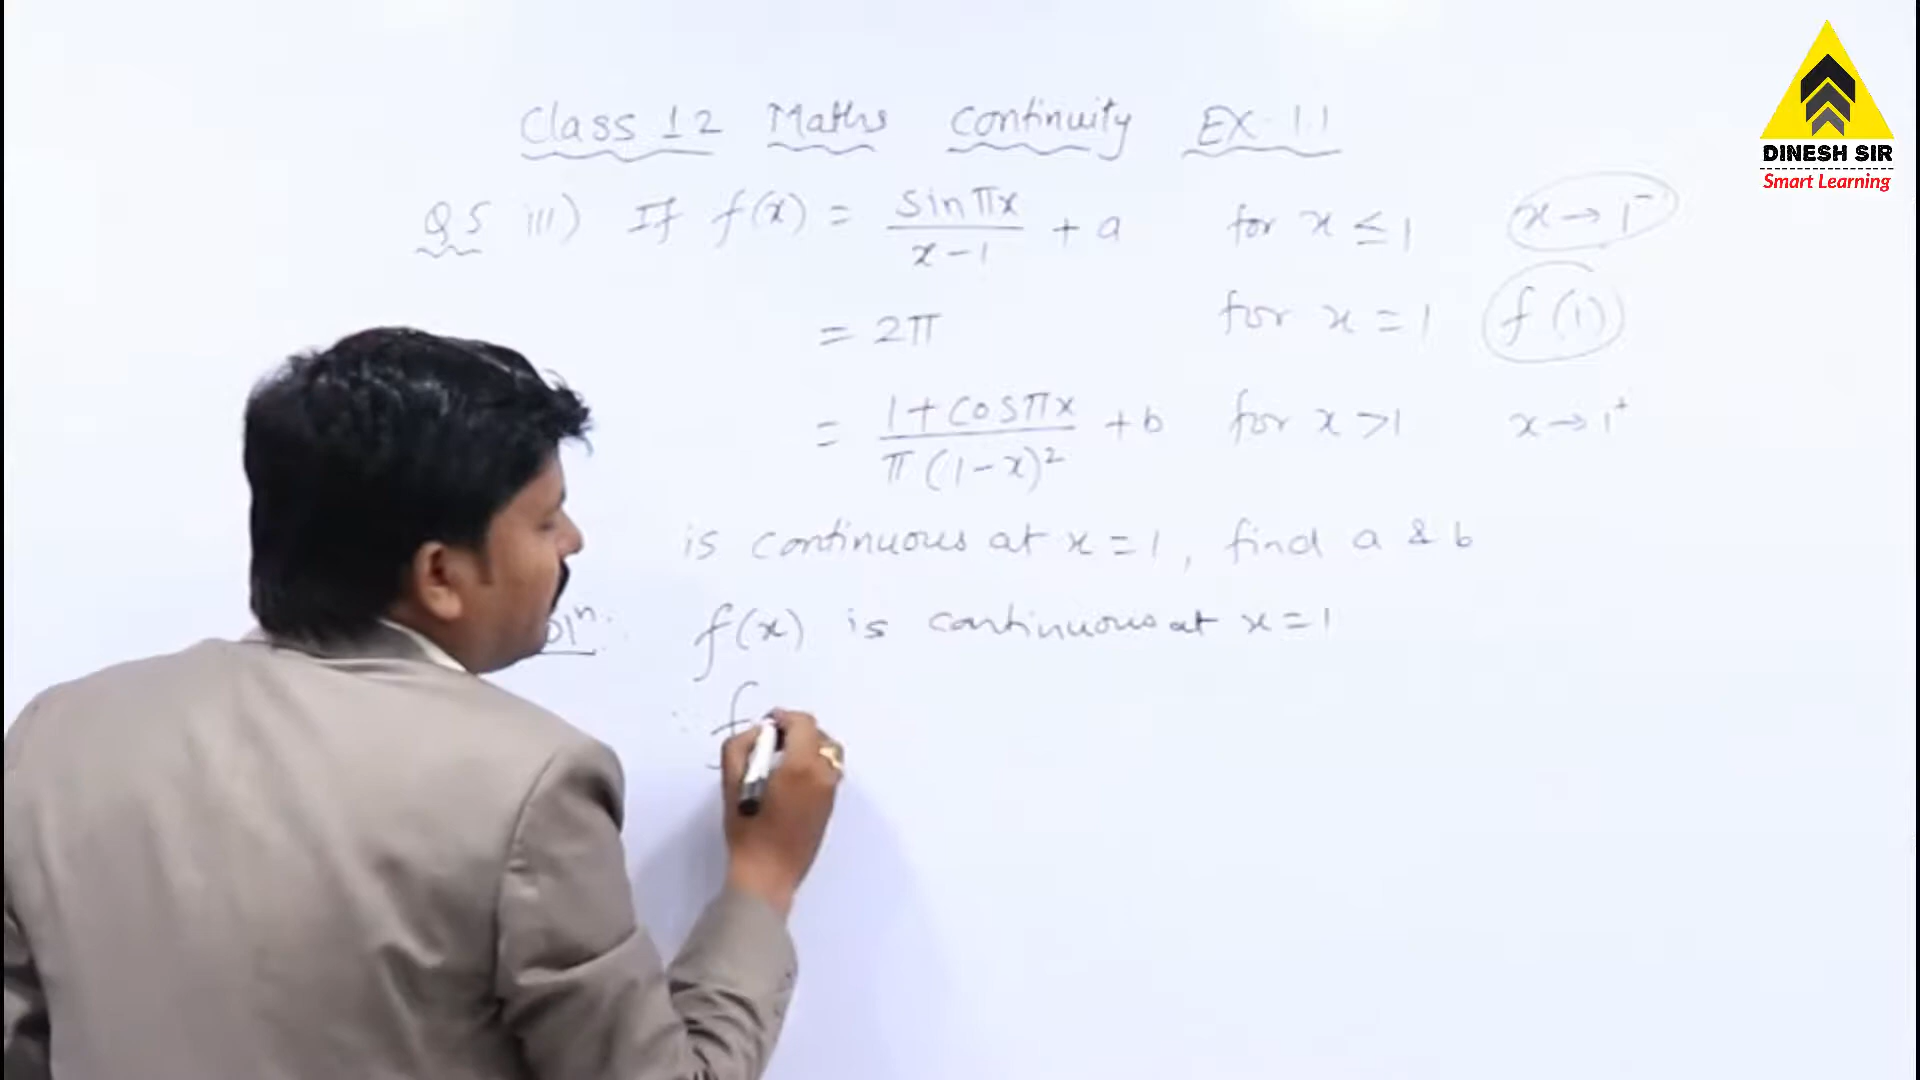 DINESH SIR
Smart Learning
Class 12 Maths Continuity EX-1.1
Q5 iii) If f(x) = sinπx / x-1 + a for x ≤ 1 x → 1⁻
= 2π for x = 1 f(1)
= 1+cosπx / π(1-x)² + b for x > 1 x → 1⁺
is continuous at x = 1, find a & b
olⁿ. f(x) is continuous at x = 1
∴ f